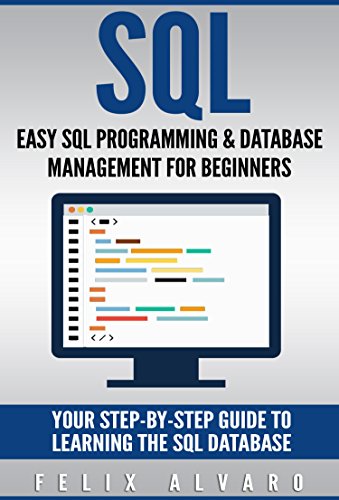 SQL
EASY SQL PROGRAMMING & DATABASE
MANAGEMENT FOR BEGINNERS
< >
</>
YOUR STEP-BY-STEP GUIDE TO
LEARNING THE SQL DATABASE
FELIX ALVARO